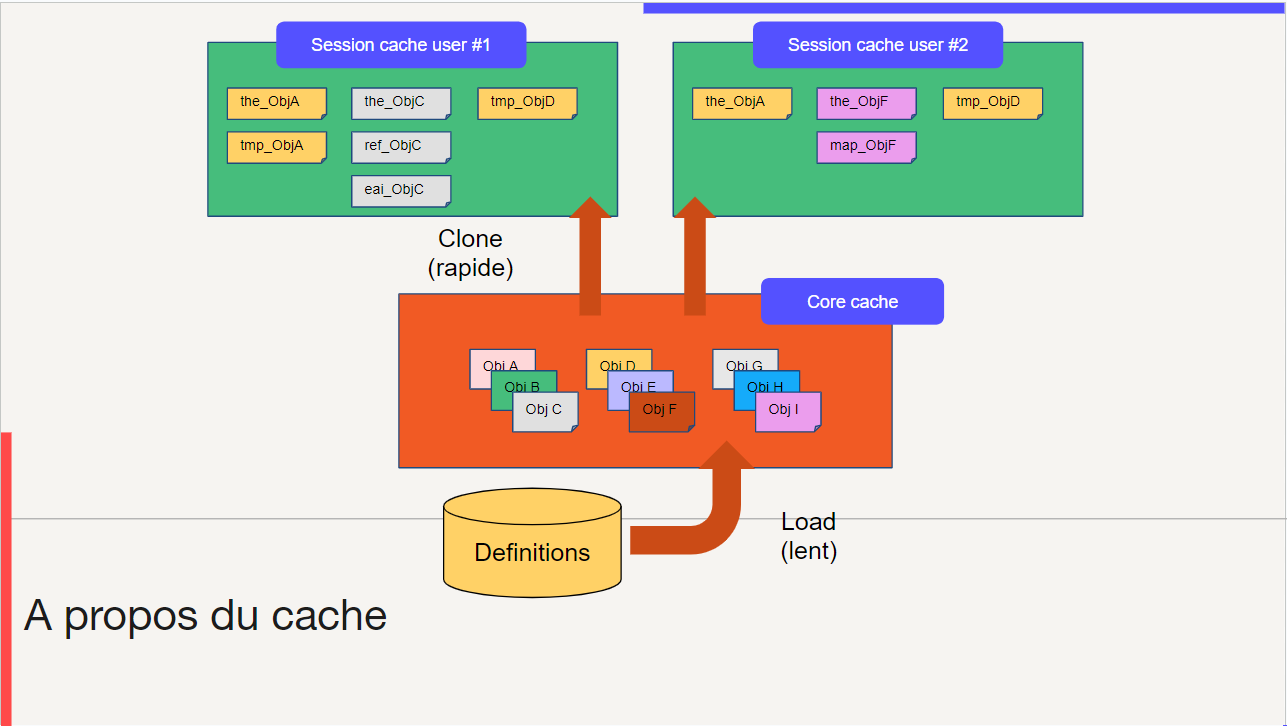 Session cache user #1
Session cache user #2
the_ObjA
the_ObjC
tmp_ObjD
tmp_ObjA
ref_ObjC
eai_ObjC
the_ObjA
the_ObjF
tmp_ObjD
map_ObjF
Clone
(rapide)
Core cache
Obj A
Obj B
Obj C
Obj D
Obj E
Obj F
Obj G
Obj H
Obj I
Definitions
Load
(lent)
A propos du cache